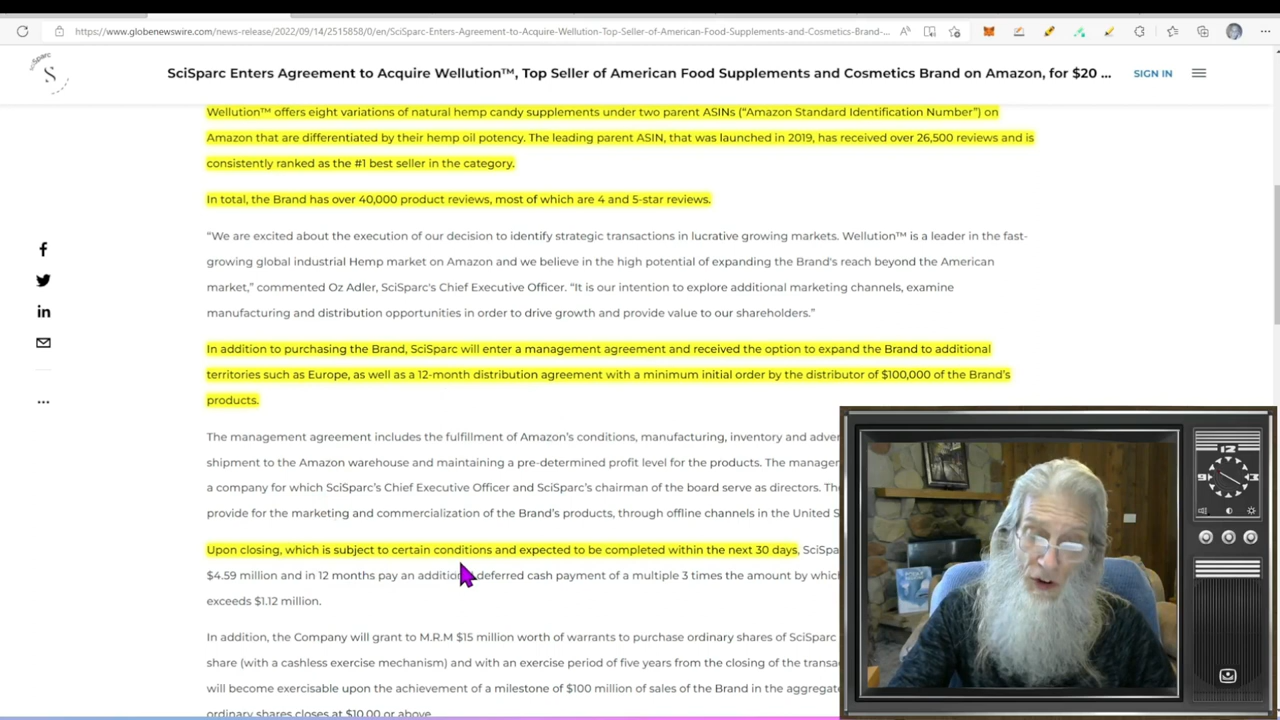 https://www.globenewswire.com/news-release/2022/09/14/2515858/0/en/SciSparc-Enters-Agreement-to-Acquire-Wellution-Top-Seller-of-American-Food-Supplements-and-Cosmetics-Brand-...
SciSparc
S
SciSparc Enters Agreement to Acquire Wellution™, Top Seller of American Food Supplements and Cosmetics Brand on Amazon, for $20 ...
SIGN IN
Wellution™ offers eight variations of natural hemp candy supplements under two parent ASINs (“Amazon Standard Identification Number”) on
Amazon that are differentiated by their hemp oil potency. The leading parent ASIN, that was launched in 2019, has received over 26,500 reviews and is
consistently ranked as the #1 best seller in the category.
In total, the Brand has over 40,000 product reviews, most of which are 4 and 5-star reviews.
“We are excited about the execution of our decision to identify strategic transactions in lucrative growing markets. Wellution™ is a leader in the fast-
growing global industrial Hemp market on Amazon and we believe in the high potential of expanding the Brand's reach beyond the American
market,” commented Oz Adler, SciSparc's Chief Executive Officer. “It is our intention to explore additional marketing channels, examine
manufacturing and distribution opportunities in order to drive growth and provide value to our shareholders.”
In addition to purchasing the Brand, SciSparc will enter a management agreement and received the option to expand the Brand to additional
territories such as Europe, as well as a 12-month distribution agreement with a minimum initial order by the distributor of $100,000 of the Brand’s
products.
The management agreement includes the fulfillment of Amazon’s conditions, manufacturing, inventory and adver
shipment to the Amazon warehouse and maintaining a pre-determined profit level for the products. The manage
a company for which SciSparc’s Chief Executive Officer and SciSparc’s chairman of the board serve as directors. The
provide for the marketing and commercialization of the Brand’s products, through offline channels in the United S
Upon closing, which is subject to certain conditions and expected to be completed within the next 30 days, SciSpa
$4.59 million and in 12 months pay an additional deferred cash payment of a multiple 3 times the amount by which
exceeds $1.12 million.
In addition, the Company will grant to M.R.M $15 million worth of warrants to purchase ordinary shares of SciSparc
share (with a cashless exercise mechanism) and with an exercise period of five years from the closing of the transa
will become exercisable upon the achievement of a milestone of $100 million of sales of the Brand in the aggregate
ordinary shares closes at $10.00 or above
12
9
3